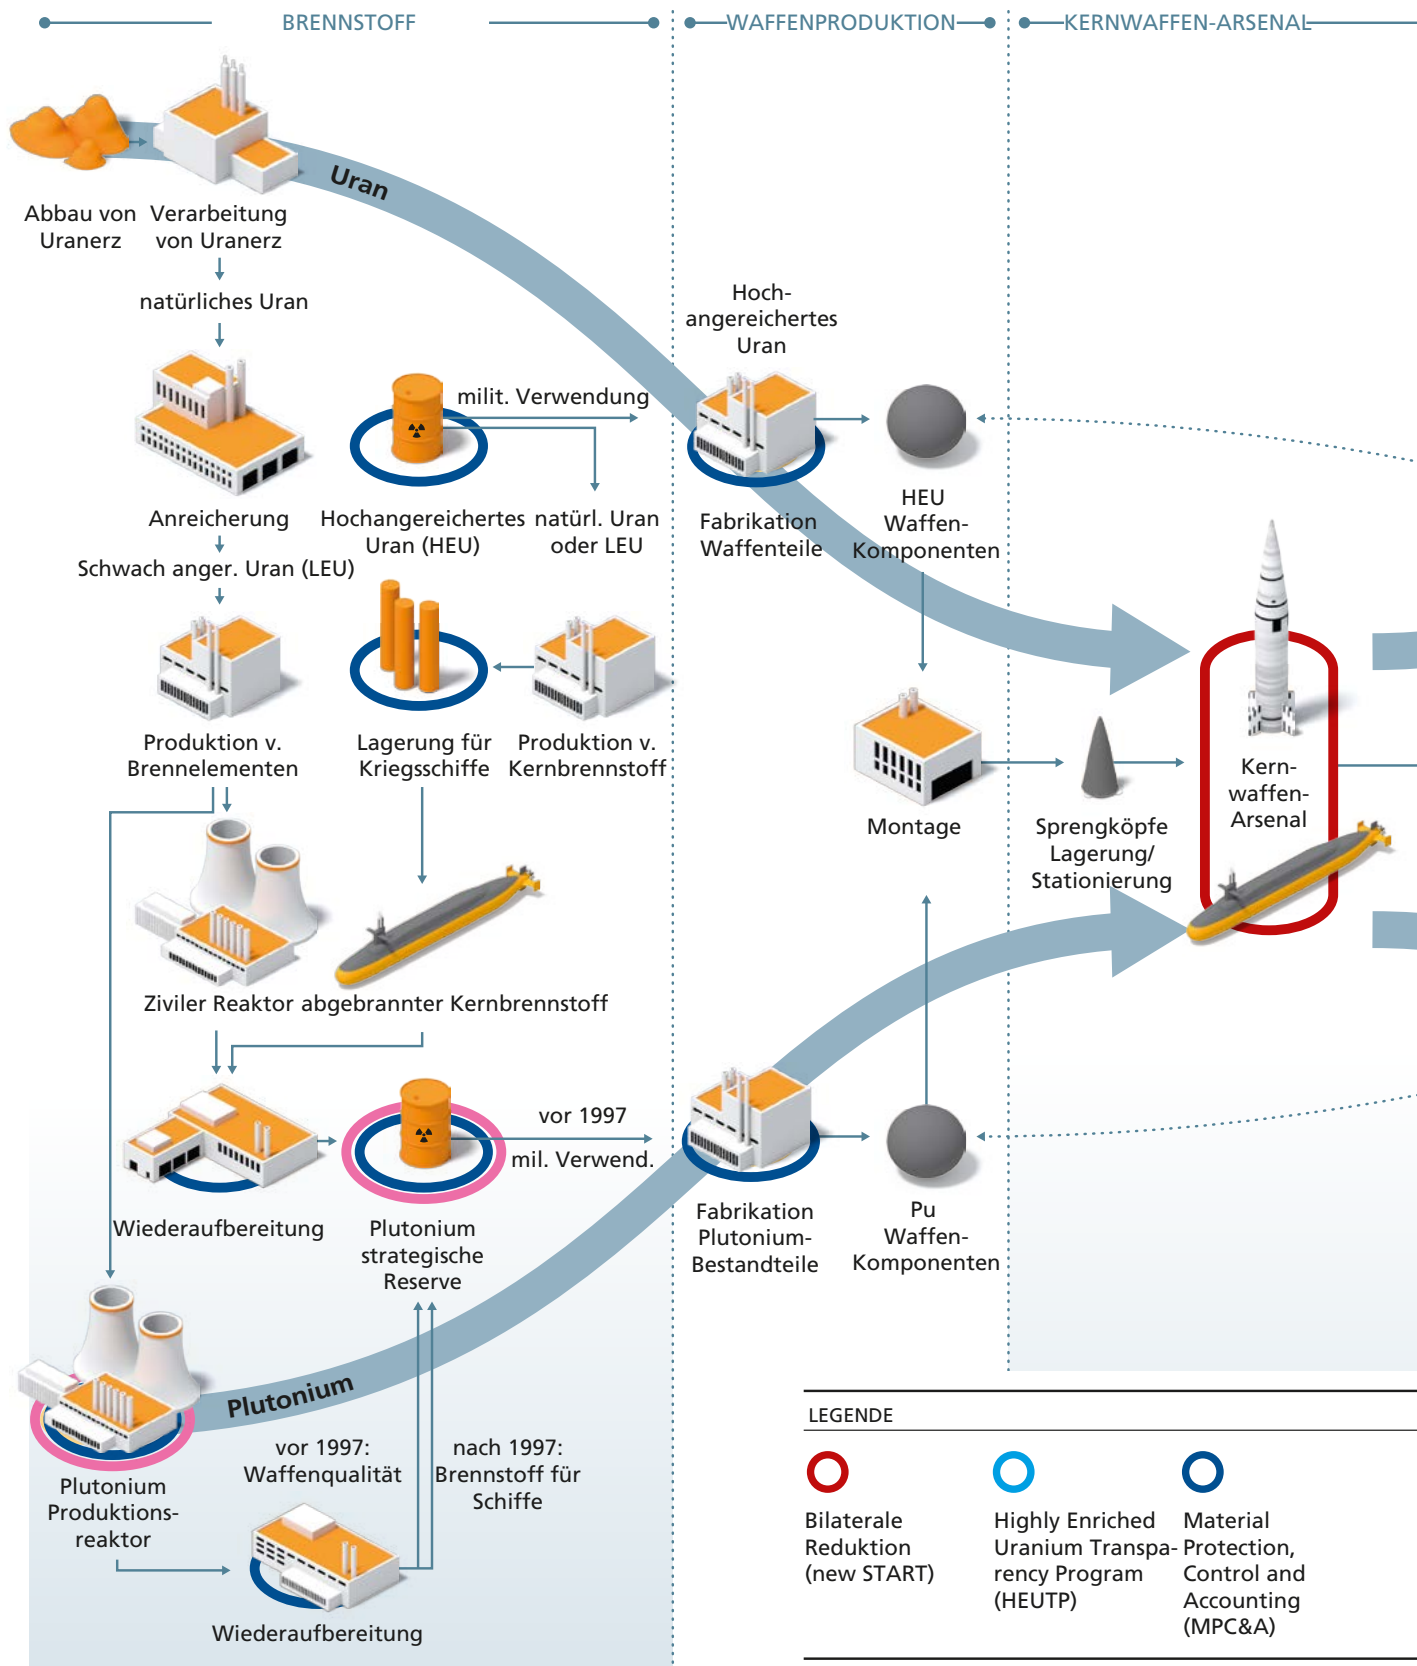 BRENNSTOFF
WAFFENPRODUKTION
KERNWAFFEN-ARSENAL
Uran
Abbau von
Uranerz
Verarbeitung
von Uranerz
natürliches Uran
Hoch-
angereichertes
Uran
milit. Verwendung
Anreicherung
Hochangereichertes
Uran (HEU)
natürl. Uran
oder LEU
Fabrikation
Waffenteile
HEU
Waffen-
Komponenten
Schwach anger. Uran (LEU)
Produktion v.
Brennelementen
Lagerung für
Kriegsschiffe
Produktion v.
Kernbrennstoff
Montage
Sprengköpfe
Lagerung/
Stationierung
Kern-
waffen-
Arsenal
Ziviler Reaktor abgebrannter Kernbrennstoff
vor 1997
mil. Verwend.
Wiederaufbereitung
Plutonium
strategische
Reserve
Fabrikation
Plutonium-
Bestandteile
Pu
Waffen-
Komponenten
Plutonium
vor 1997:
Waffenqualität
nach 1997:
Brennstoff für
Schiffe
Plutonium
Produktions-
reaktor
Wiederaufbereitung
LEGENDE
Bilaterale
Reduktion
(new START)
Highly Enriched
Uranium Transpa-
rency Program
(HEUTP)
Material
Protection,
Control and
Accounting
(MPC&A)